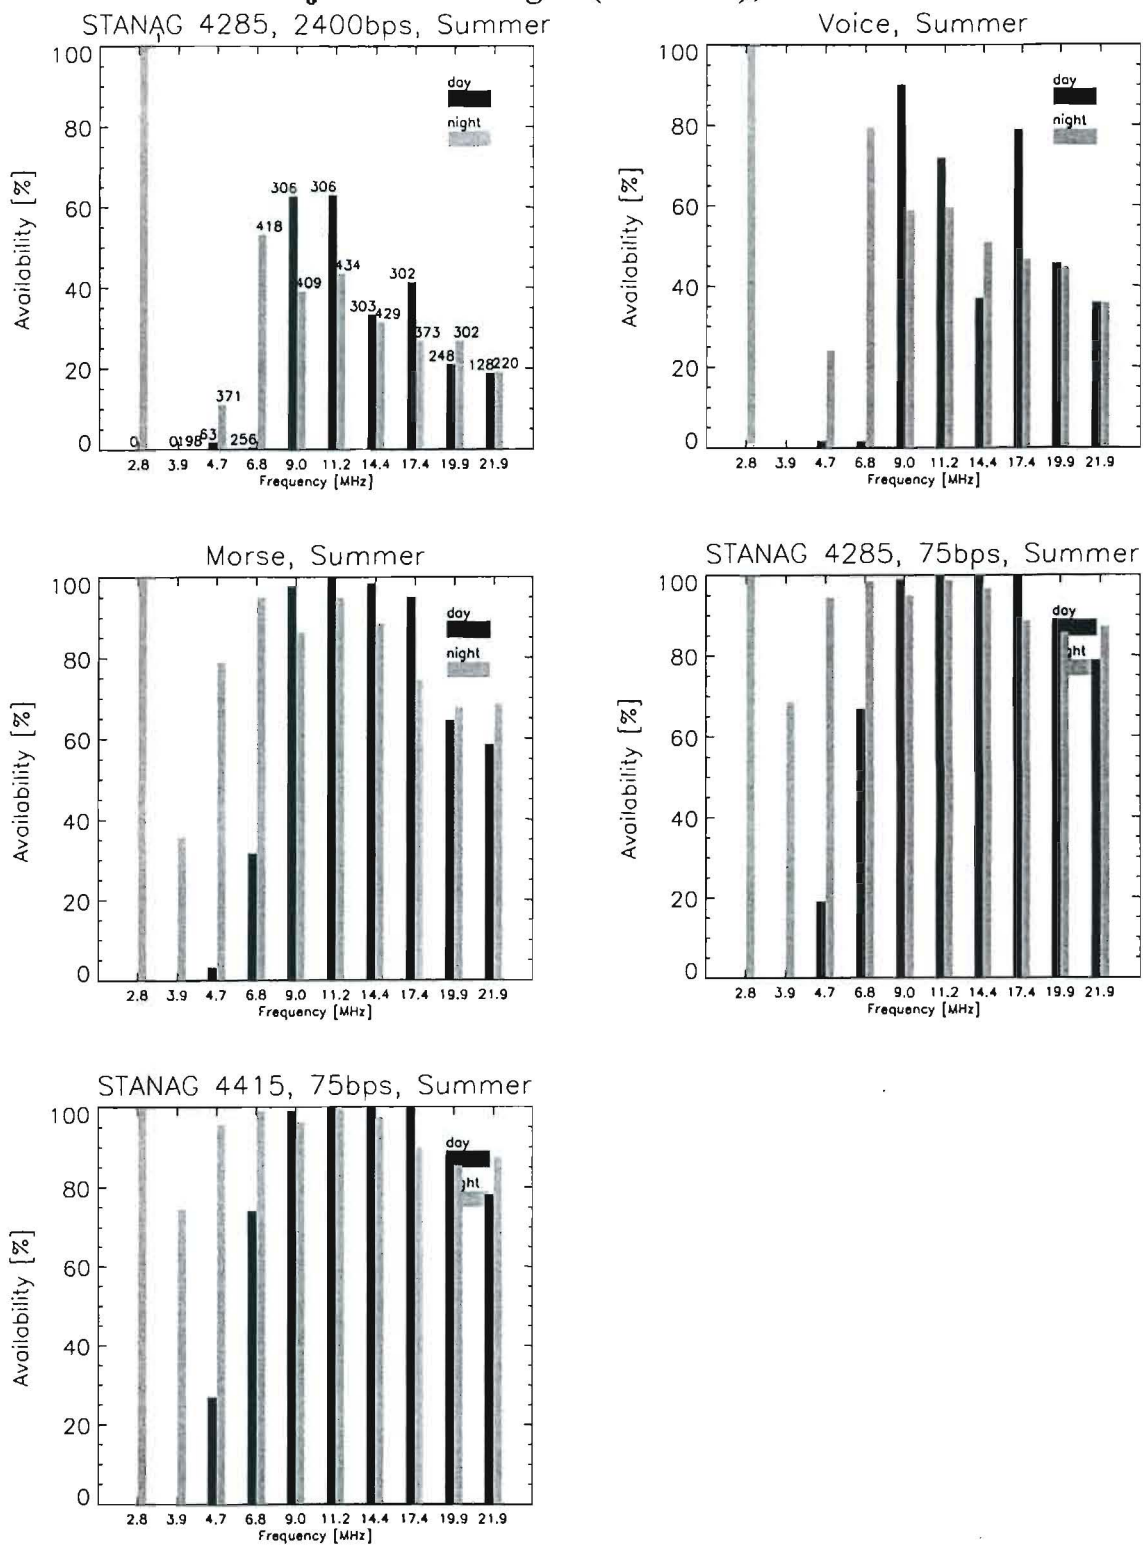 STANAG 4285, 2400bps, Summer
100
80
60
40
20
0
Availability [%]
day
night
0
0
198
63
371
256
418
306
409
306
434
303
429
302
373
248
302
128
220
2.8 3.9 4.7 6.8 9.0 11.2 14.4 17.4 19.9 21.9
Frequency [MHz]
Voice, Summer
100
80
60
40
20
0
Availability [%]
day
night
2.8 3.9 4.7 6.8 9.0 11.2 14.4 17.4 19.9 21.9
Frequency [MHz]
Morse, Summer
100
80
60
40
20
0
Availability [%]
day
night
2.8 3.9 4.7 6.8 9.0 11.2 14.4 17.4 19.9 21.9
Frequency [MHz]
STANAG 4285, 75bps, Summer
100
80
60
40
20
0
Availability [%]
day
ght
2.8 3.9 4.7 6.8 9.0 11.2 14.4 17.4 19.9 21.9
Frequency [MHz]
STANAG 4415, 75bps, Summer
100
80
60
40
20
0
Availability [%]
day
ght
2.8 3.9 4.7 6.8 9.0 11.2 14.4 17.4 19.9 21.9
Frequency [MHz]